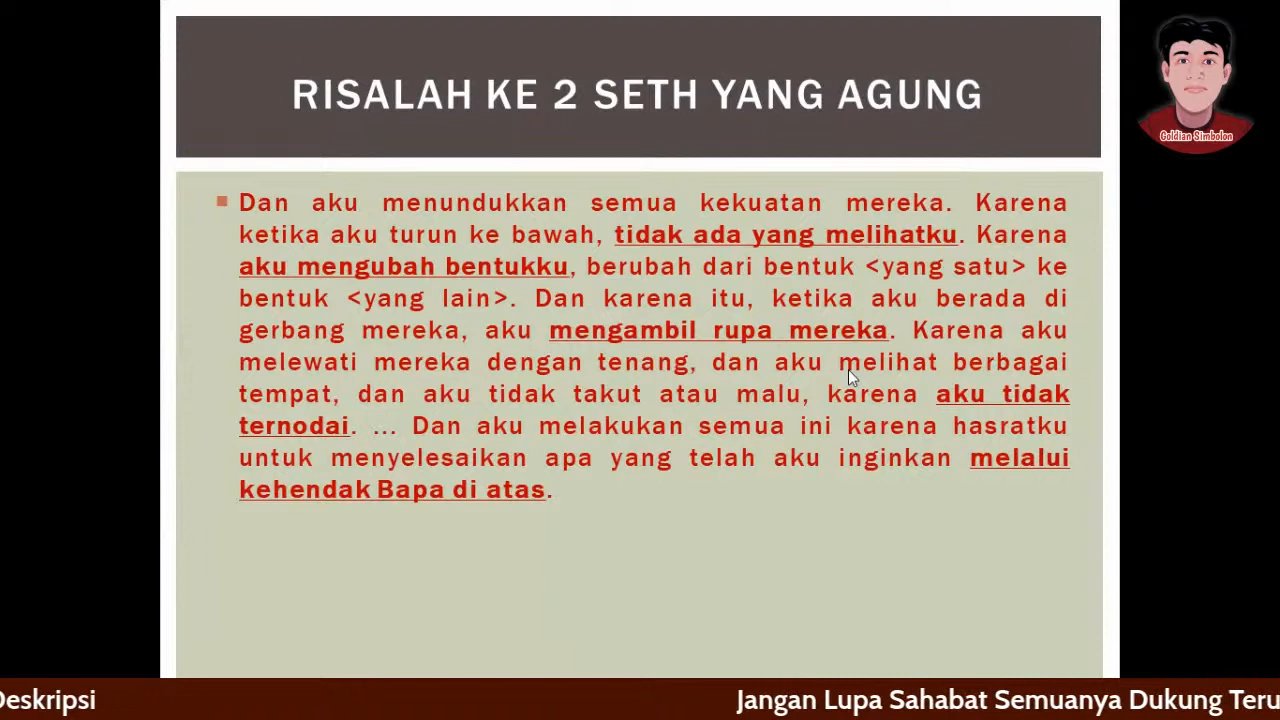 RISALAH KE 2 SETH YANG AGUNG
Goldian Simbolon
Dan aku menundukkan semua kekuatan mereka. Karena
ketika aku turun ke bawah, tidak ada yang melihatku. Karena
aku mengubah bentukku, berubah dari bentuk <yang satu> ke
bentuk <yang lain>. Dan karena itu, ketika aku berada di
gerbang mereka, aku mengambil rupa mereka. Karena aku
melewati mereka dengan tenang, dan aku melihat berbagai
tempat, dan aku tidak takut atau malu, karena aku tidak
ternodai. ... Dan aku melakukan semua ini karena hasratku
untuk menyelesaikan apa yang telah aku inginkan melalui
kehendak Bapa di atas.
Deskripsi Jangan Lupa Sahabat Semuanya Dukung Teru